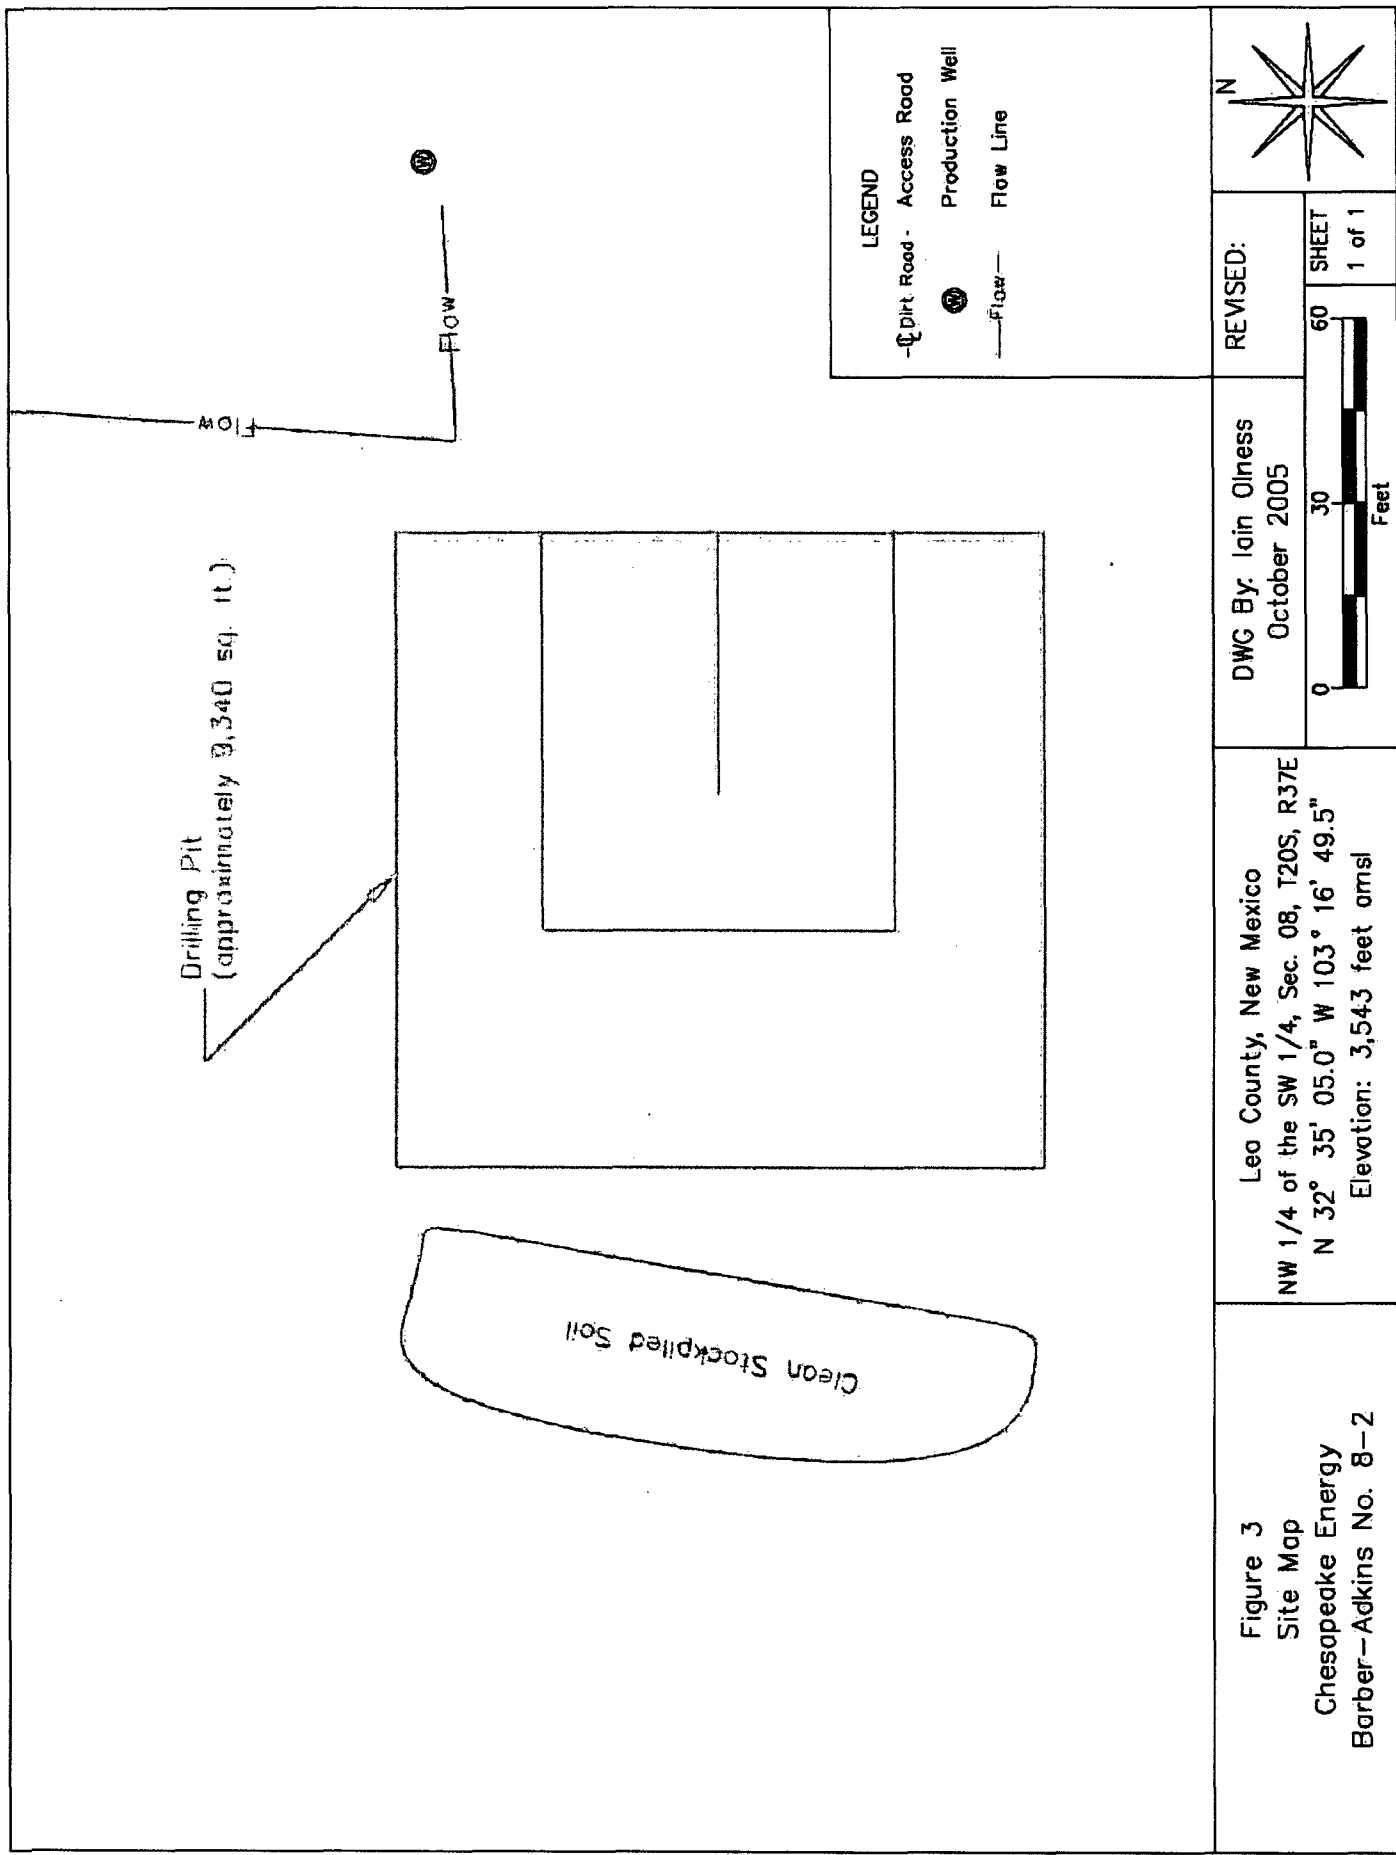 Drilling Pit
(approximately 9,340 sq. ft.)
Flow
Flow
W
Clean Stockpiled Soil
LEGEND
-℄ Dirt Road - Access Road
W Production Well
—Flow— Flow Line
Figure 3
Site Map
Chesapeake Energy
Barber-Adkins No. 8-2
Lea County, New Mexico
NW 1/4 of the SW 1/4, Sec. 08, T20S, R37E
N 32° 35' 05.0" W 103° 16' 49.5"
Elevation: 3,543 feet amsl
DWG By: Iain Olness
October 2005
REVISED:
0 30 60
Feet
SHEET
1 of 1
N